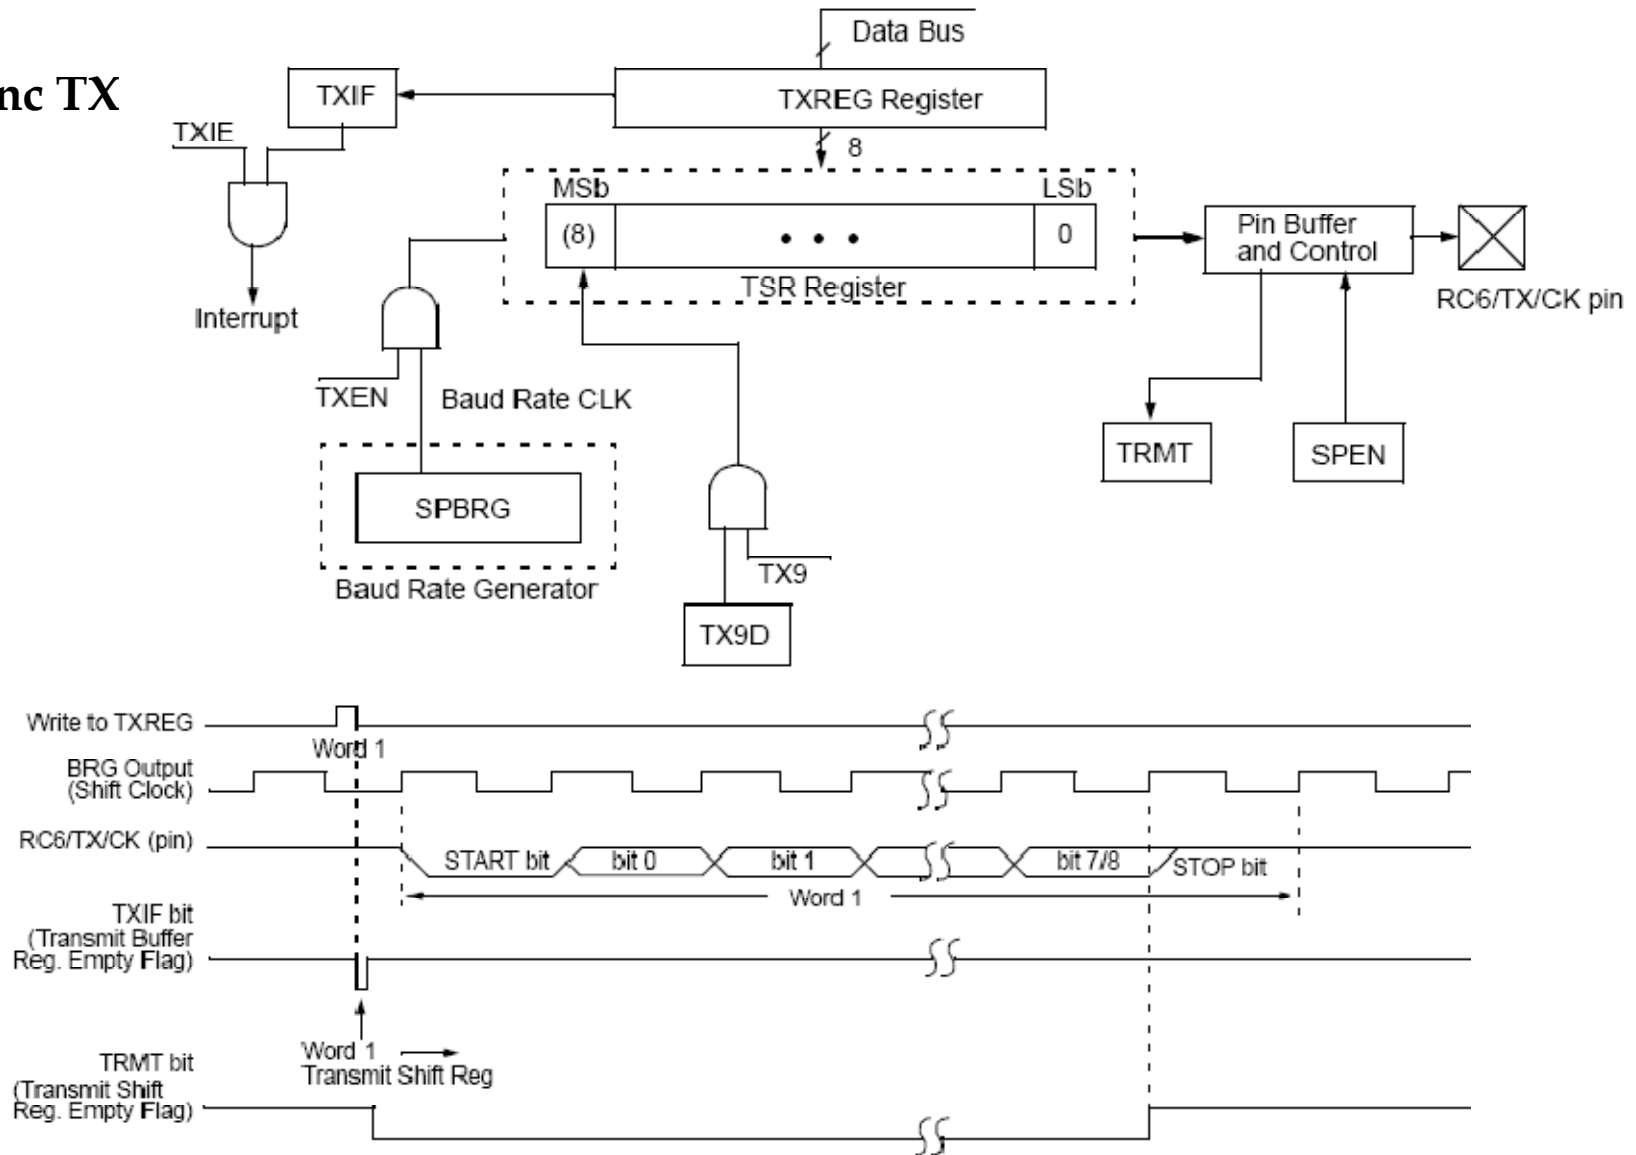 nc TX
Data Bus
TXIF
TXREG Register
TXIE
8
MSb
LSb
(8)
• • •
0
Pin Buffer
and Control
TSR Register
RC6/TX/CK pin
Interrupt
TXEN
Baud Rate CLK
TRMT
SPEN
SPBRG
TX9
Baud Rate Generator
TX9D
Write to TXREG
Word 1
BRG Output
(Shift Clock)
RC6/TX/CK (pin)
START bit
bit 0
bit 1
bit 7/8
STOP bit
Word 1
TXIF bit
(Transmit Buffer
Reg. Empty Flag)
Word 1
Transmit Shift Reg
TRMT bit
(Transmit Shift
Reg. Empty Flag)